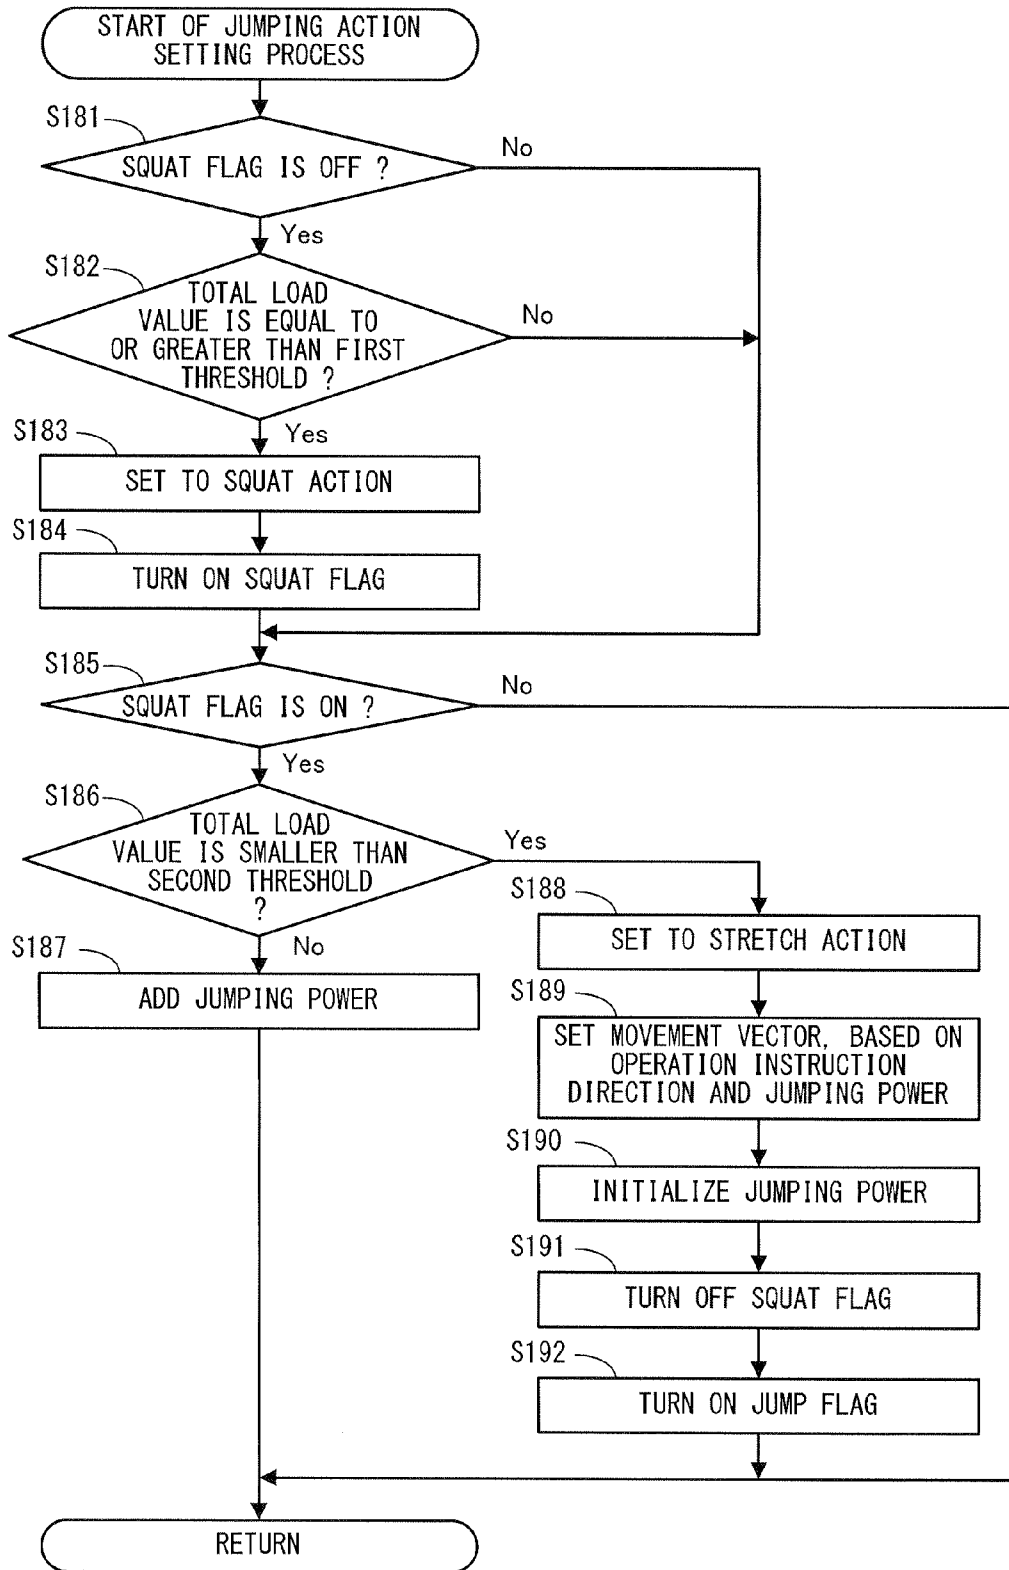 START OF JUMPING ACTION
SETTING PROCESS
S181
SQUAT FLAG IS OFF ?
No
Yes
S182
TOTAL LOAD
VALUE IS EQUAL TO
OR GREATER THAN FIRST
THRESHOLD ?
No
Yes
S183
SET TO SQUAT ACTION
S184
TURN ON SQUAT FLAG
S185
SQUAT FLAG IS ON ?
No
Yes
S186
TOTAL LOAD
VALUE IS SMALLER THAN
SECOND THRESHOLD
?
Yes
No
S187
ADD JUMPING POWER
S188
SET TO STRETCH ACTION
S189
SET MOVEMENT VECTOR, BASED ON
OPERATION INSTRUCTION
DIRECTION AND JUMPING POWER
S190
INITIALIZE JUMPING POWER
S191
TURN OFF SQUAT FLAG
S192
TURN ON JUMP FLAG
RETURN